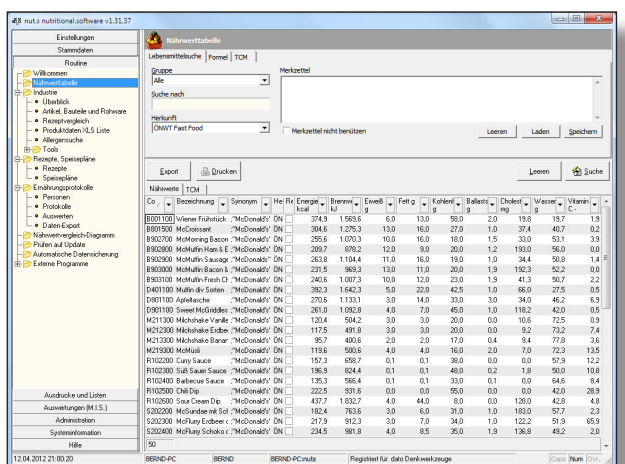 nut.s nutritional.software v1.31.37
Einstellungen
Stammdaten
Routine
Willkommen
Nährwerttabelle
Industrie
Überblick
Artikel, Bauteile und Rohware
Rezeptvergleich
Produktdaten XLS Liste
Allergensuche
Tools
Rezepte, Speisepläne
Rezepte
Speisepläne
Ernährungsprotokolle
Personen
Protokolle
Auswerten
Daten-Export
Nährwertvergleich-Diagramm
Prüfen auf Update
Automatische Datensicherung
Externe Programme
Ausdrucke und Listen
Auswertungen (M.I.S.)
Administration
Systeminformation
Hilfe
Nährwerttabelle
Lebensmittelsuche Formel TCM
Gruppe
Alle
Suche nach
Herkunft
ÖNWT Fast Food
Merkzettel
Merkzettel nicht benützen
Leeren Laden Speichern
Export Drucken Leeren Suche
Nährwerte TCM
Co Bezeichnung Synonym He Re Energie kcal Brennw kJ Eiweiß g Fett g Kohlenh g Ballasts g Cholest mg Wasser g Vitamin C -
B001100 Wiener Frühstück ;"McDonald's' ÖN 374,9 1.569,6 6,0 13,0 58,0 2,0 19,8 19,7 1,9
B801500 McCroissant ;"McDonald's' ÖN 304,6 1.275,3 13,0 16,0 27,0 1,0 37,4 40,7 0,2
B902700 McMorning Bacon ;"McDonald's' ÖN 255,6 1.070,3 10,0 16,0 18,0 1,5 33,0 53,1 3,9
B902800 McMuffin Ham & E ;"McDonald's' ÖN 209,7 878,2 12,0 9,0 20,0 1,2 193,0 56,0 0,0
B902900 McMuffin Sausage ;"McDonalds" ÖN 263,8 1.104,4 11,0 16,0 19,0 1,0 34,4 50,8 1,4
B903000 McMuffin Bacon & ;"McDonald's' ÖN 231,5 969,3 13,0 11,0 20,0 1,9 192,3 52,2 0,0
B903100 McMuffin Fresh Ch ;"McDonald's' ÖN 240,6 1.007,3 10,0 12,0 23,0 1,9 41,3 50,7 2,2
D401100 Muffin div Sorten ;"McDonald's' ÖN 392,3 1.642,3 5,0 22,0 42,5 1,0 66,0 27,5 0,5
D801100 Apfeltasche ;"McDonald's' ÖN 270,6 1.133,1 3,0 14,0 33,0 3,0 34,0 46,2 6,9
D901100 Sweet McGriddles ;"McDonald's' ÖN 261,0 1.092,8 4,0 7,0 45,0 1,0 118,2 42,0 0,5
M211300 Milchshake Vanille ;"McDonald's' ÖN 120,4 504,2 3,0 3,0 20,0 0,0 10,6 72,5 0,9
M212300 Milchshake Erdbe ;"McDonald's' ÖN 117,5 491,8 3,0 3,0 20,0 0,0 9,2 73,2 7,4
M213300 Milchshake Banan ;"McDonald's' ÖN 95,7 400,6 2,0 2,0 17,0 0,4 9,4 77,8 3,6
M219300 McMüsli ;"McDonald's' ÖN 119,6 500,6 4,0 4,0 16,0 2,0 7,0 72,3 13,5
R102200 Curry Sauce ;"McDonald's' ÖN 157,3 658,7 0,1 0,1 38,0 0,0 0,0 57,9 12,2
R102300 Süß Sauer Sauce ;"McDonald's' ÖN 196,9 824,4 0,1 0,1 48,0 0,2 1,8 50,0 10,8
R102400 Barbecue Sauce ;"McDonald's' ÖN 135,3 566,4 0,1 0,1 33,0 0,1 0,0 64,6 8,4
R102500 Chili Dip ;"McDonald's' ÖN 222,5 931,6 0,0 0,0 55,0 0,0 0,0 42,0 28,9
R102600 Sour Cream Dip ;"McDonald's' ÖN 437,7 1.832,7 4,0 44,0 8,0 0,0 128,0 42,8 4,8
S202200 McSundae mit Sch ;"McDonald's' ÖN 182,4 763,6 3,0 6,0 31,0 1,0 183,0 57,7 2,3
S202300 McFlurry Erdbeer c ;"McDonald's' ÖN 217,9 912,3 3,0 7,0 34,0 1,0 122,2 51,9 65,9
S202400 McFlurry Schoko c ;"McDonald's' ÖN 234,5 981,8 4,0 8,5 35,0 1,9 136,8 49,2 2,0
50
12.04.2012 21:00:20 BERND-PC BERND BERND-PC:nuts Registriert für: dato Denkwerkzeuge Caps Num Ovr.